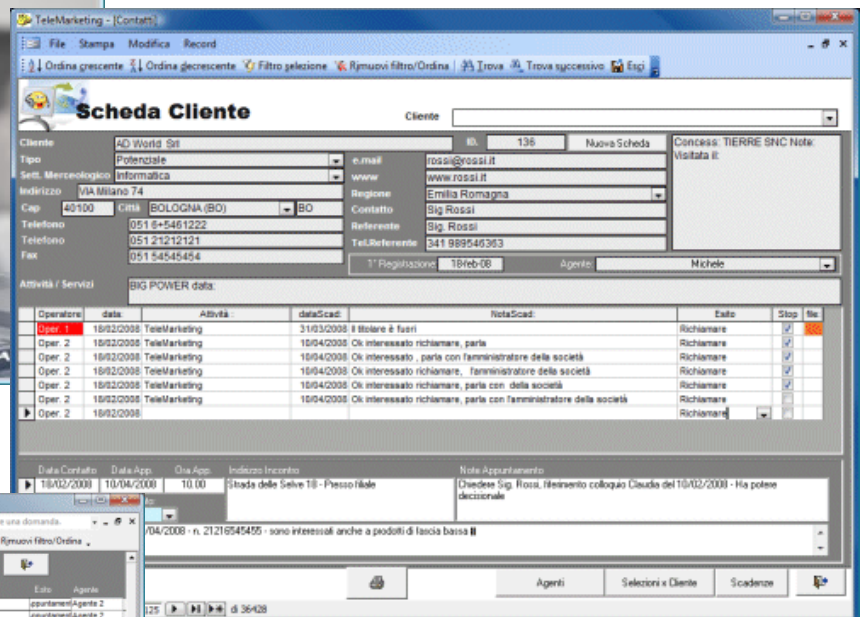 TeleMarketing - [Contatti]
File Stampa Modifica Record
Ordina crescente Ordina decrescente Filtro selezione Rimuovi filtro/Ordina Trova Trova successivo Esci
Scheda Cliente
Cliente
Cliente AD World Srl ID. 136 Nuova Scheda Concess: TIERRE SNC Note:
Visitata il:
Tipo Potenziale e.mail rossi@rossi.it
Sett. Merceologico Informatica www www.rossi.it
Indirizzo VIA Milano 74 Regione Emilia Romagna
Cap 40100 Città BOLOGNA (BO) BO Contatto Sig Rossi
Telefono 051 6+5461222 Referente Sig. Rossi
Telefono 051 21212121 Tel.Referente 341 989546363
Fax 051 54545454 1° Registrazione 18-feb-08 Agente Michele
Attività / Servizi BIG POWER data:
Operatore data: Attività : dataScad: NotaScad: Esito Stop file:
Oper. 1 18/02/2008 TeleMarketing 31/03/2008 Il titolare è fuori Richiamare
Oper. 2 18/02/2008 TeleMarketing 10/04/2008 Ok interessato richiamare, parla Richiamare
Oper. 2 18/02/2008 TeleMarketing 10/04/2008 Ok interessato , parla con l'amministratore della società Richiamare
Oper. 2 18/02/2008 TeleMarketing 10/04/2008 Ok interessato richiamare, l'amministratore della società Richiamare
Oper. 2 18/02/2008 TeleMarketing 10/04/2008 Ok interessato richiamare, parla con della società Richiamare
Oper. 2 18/02/2008 TeleMarketing 10/04/2008 Ok interessato richiamare, parla con l'amministratore della società Richiamare
Oper. 2 18/02/2008 Richiamare
Data Contatto Data App. Ora App. Indirizzo Incontro Note Appuntamento
18/02/2008 10/04/2008 10.00 Strada delle Selve 18 - Presso filiale Chiedere Sig. Rossi, riferimento colloquio Claudia del 10/02/2008 - Ha potere
decisionale
re una domanda.
Rimuovi filtro/Ordina
/04/2008 - n. 21216545455 - sono interessati anche a prodotti di fascia bassa !!
Esito Agente
appuntament Agente 2
appuntament Agente 2
Agenti Selezioni x Cliente Scadenze
125 di 36428